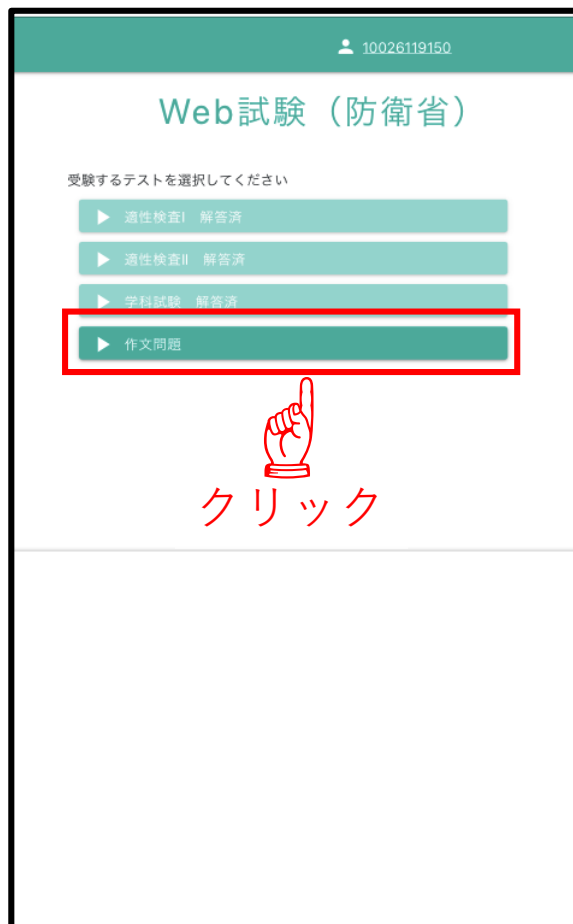 10026119150
Web試験（防衛省）
受験するテストを選択してください
適性検査I　解答済
適性検査II　解答済
学科試験　解答済
作文問題
クリック